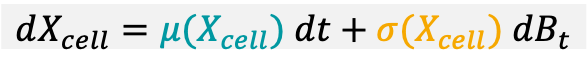 dX_cell = μ(X_cell) dt + σ(X_cell) dB_t